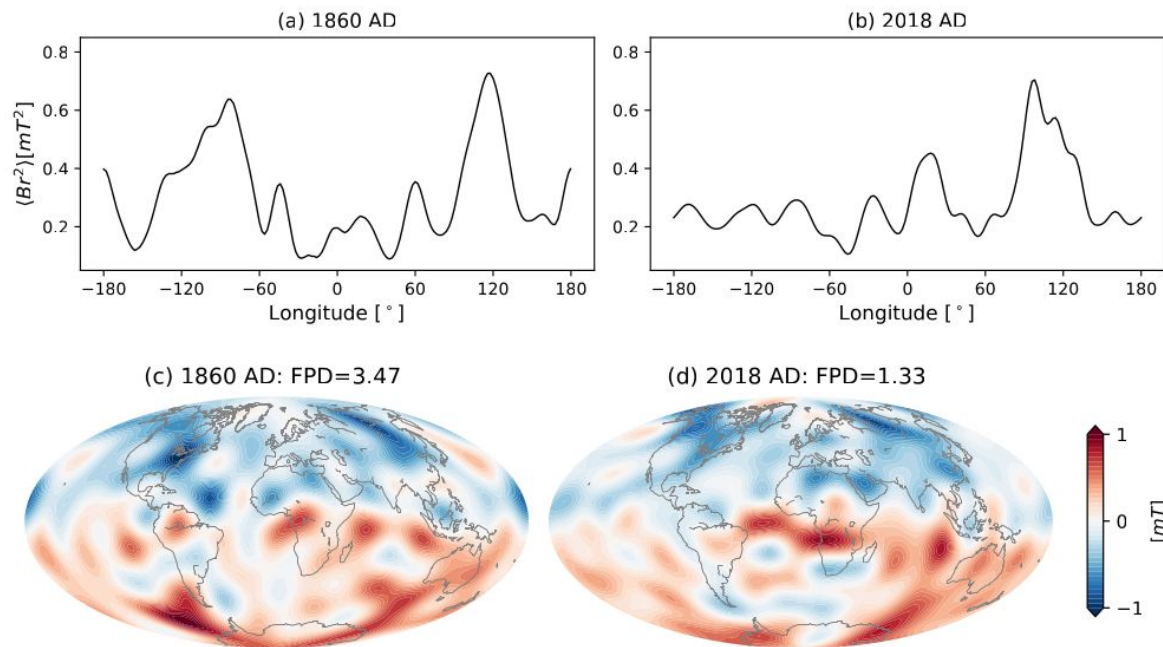 (a) 1860 AD
(b) 2018 AD
⟨Br²⟩[mT²]
0.8
0.6
0.4
0.2
−180 −120 −60 0 60 120 180
Longitude [°]
0.8
0.6
0.4
0.2
−180 −120 −60 0 60 120 180
Longitude [°]
(c) 1860 AD: FPD=3.47
(d) 2018 AD: FPD=1.33
1
0
−1
[mT]